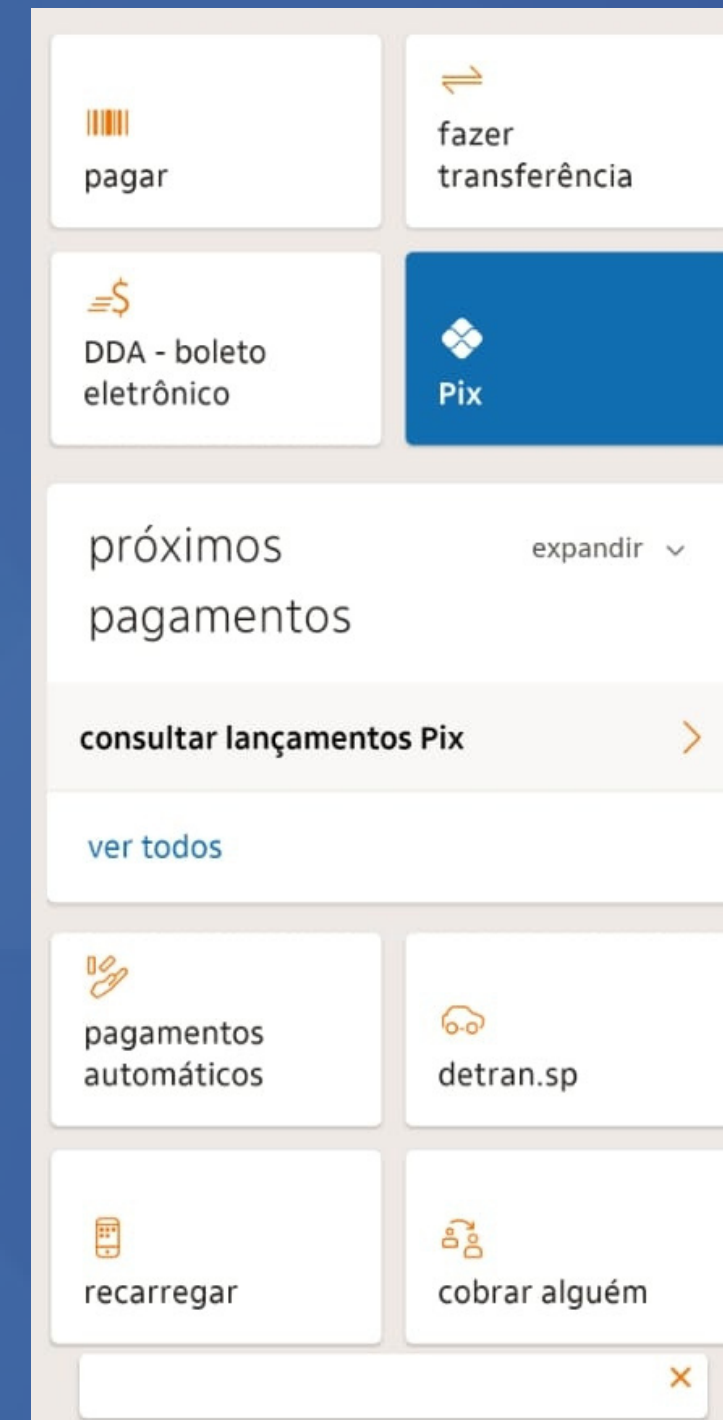 pagar
fazer
transferência
DDA - boleto
eletrônico
Pix
próximos
pagamentos
expandir
consultar lançamentos Pix
ver todos
pagamentos
automáticos
detran.sp
recarregar
cobrar alguém